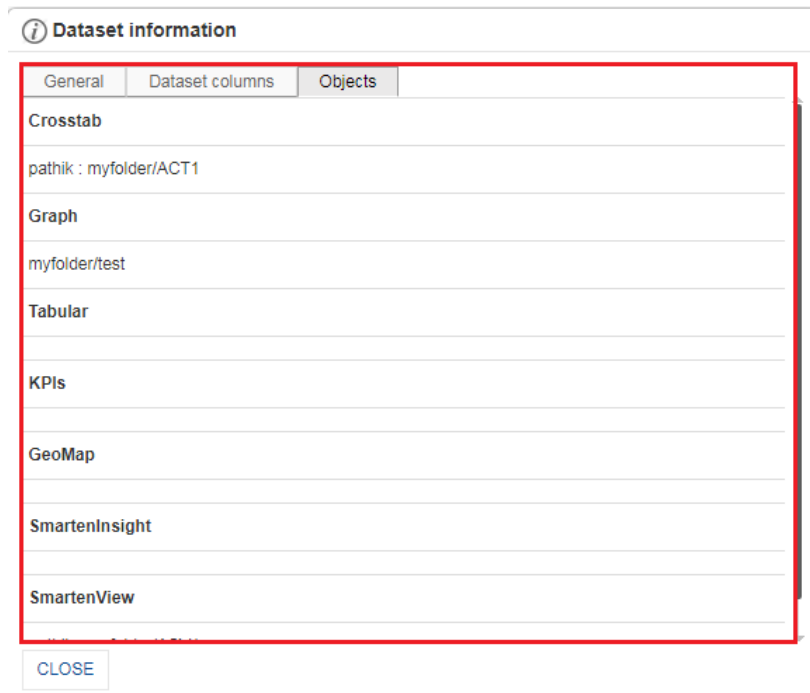 Dataset information
General Dataset columns Objects
Crosstab
pathik : myfolder/ACT1
Graph
myfolder/test
Tabular
KPIs
GeoMap
SmartenInsight
SmartenView
CLOSE